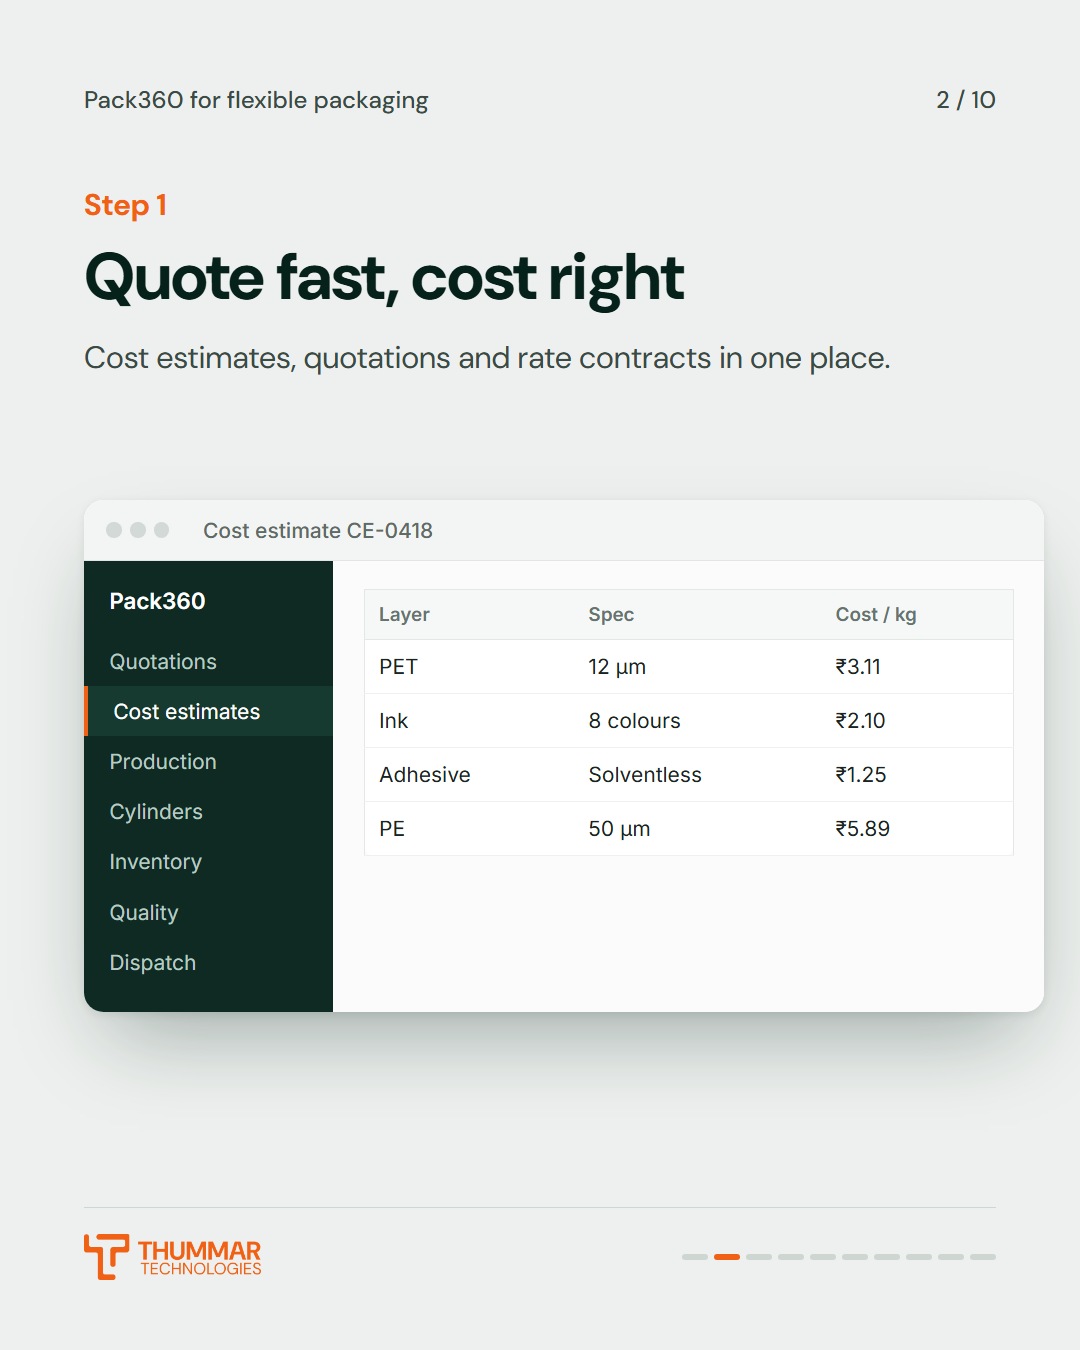 Pack360 for flexible packaging
2 / 10
Step 1
Quote fast, cost right
Cost estimates, quotations and rate contracts in one place.
Cost estimate CE-0418
Pack360
Quotations
Cost estimates
Production
Cylinders
Inventory
Quality
Dispatch
Layer Spec Cost / kg
PET 12 µm ₹3.11
Ink 8 colours ₹2.10
Adhesive Solventless ₹1.25
PE 50 µm ₹5.89
THUMMAR
TECHNOLOGIES